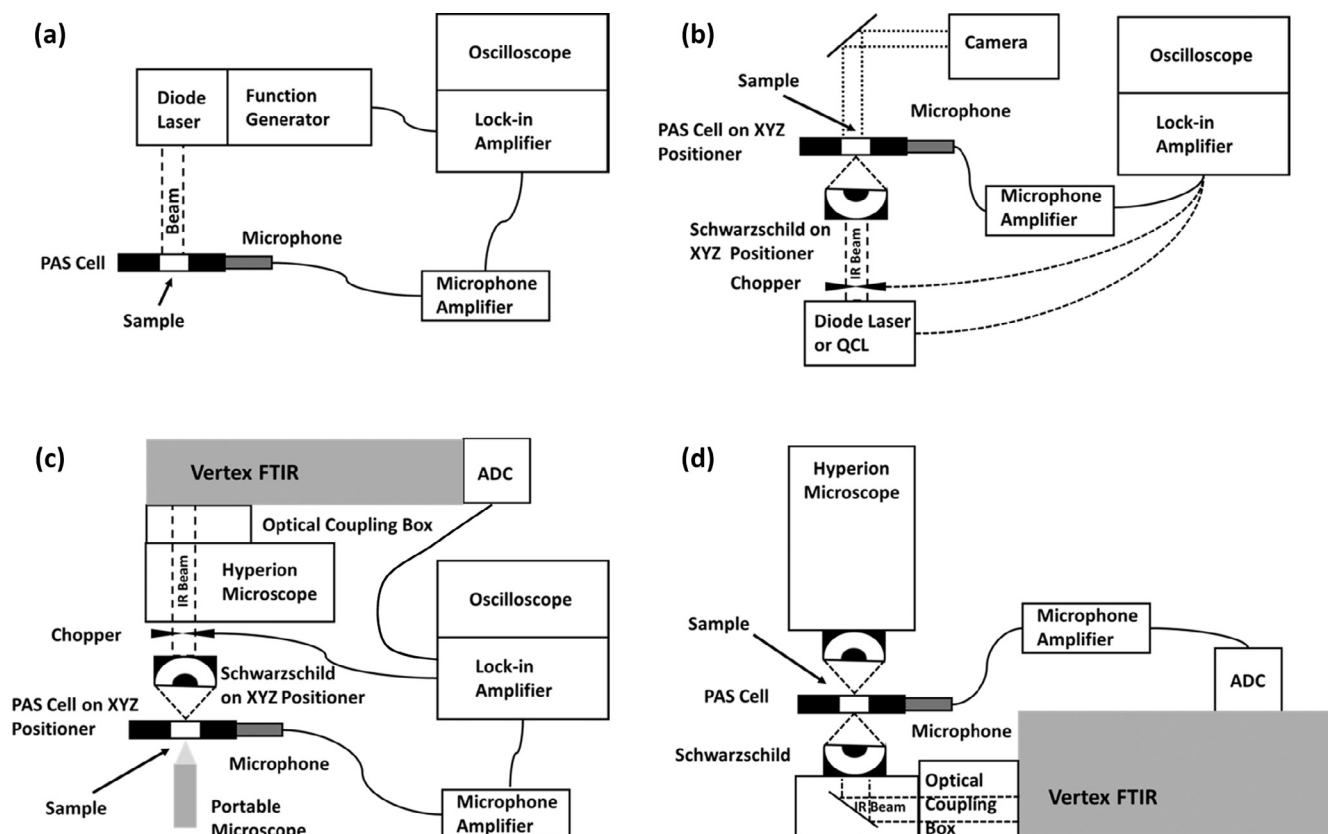 (a)
Diode
Laser
Function
Generator
Oscilloscope
Lock-in
Amplifier
Beam
Microphone
PAS Cell
Microphone
Amplifier
Sample
(b)
Camera
Oscilloscope
Sample
Microphone
Lock-in
Amplifier
PAS Cell on XYZ
Positioner
Microphone
Amplifier
Schwarzschild on
XYZ Positioner
IR Beam
Chopper
Diode Laser
or QCL
(c)
Vertex FTIR
ADC
Optical Coupling Box
IR Beam
Hyperion
Microscope
Oscilloscope
Chopper
Schwarzschild
on XYZ Positioner
Lock-in
Amplifier
PAS Cell on XYZ
Positioner
Microphone
Sample
Portable
Microscope
Microphone
Amplifier
(d)
Hyperion
Microscope
Sample
Microphone
Amplifier
PAS Cell
ADC
Microphone
Schwarzschild
Optical
Coupling
Box
IR Beam
Vertex FTIR